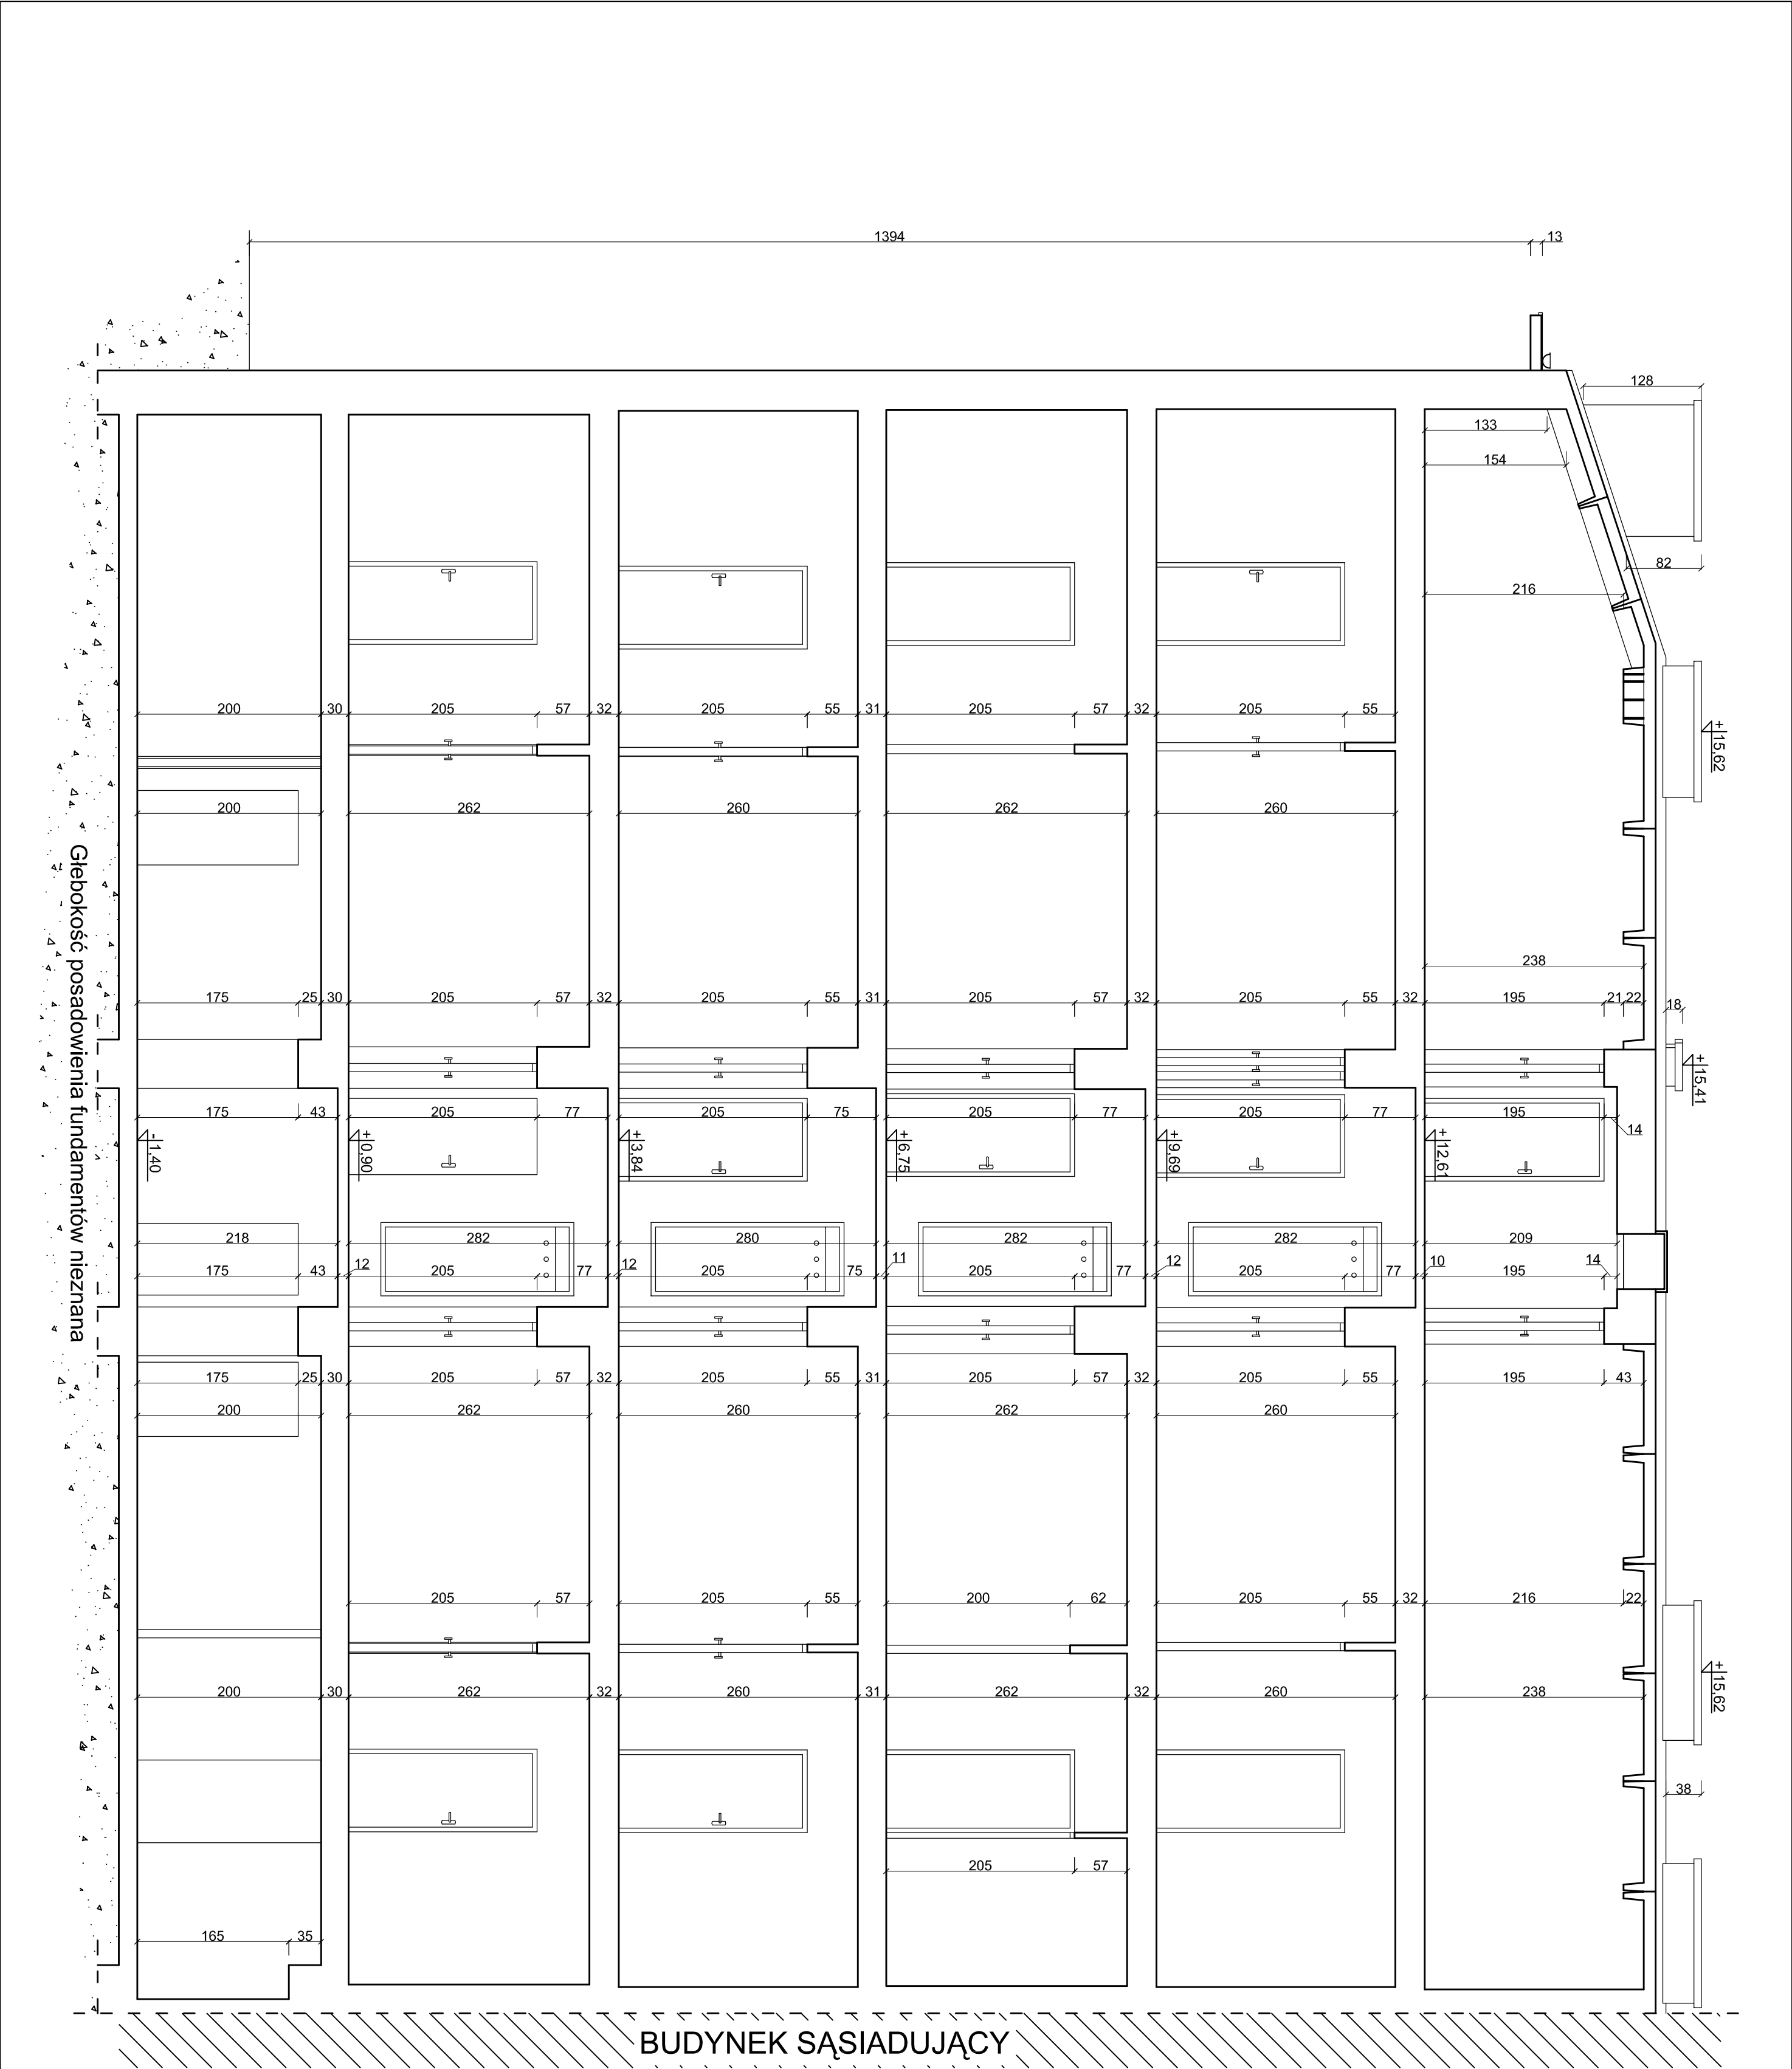 1394 13
128
133
154
82
216
200 30 205 57 32 205 55 31 205 57 32 205 55
+15,62
200 262 260 262 260
238
175 25 30 205 57 32 205 55 31 205 57 32 205 55 32 195 21 22
18
+15,41
175 43 205 77 205 75 205 77 205 77 195 14
-1,40 +0,90 +3,84 +6,75 +9,69 +12,61
218 282 280 282 282 209
175 43 12 205 77 12 205 75 11 205 77 12 205 77 10 195 14
175 25 30 205 57 32 205 55 31 205 57 32 205 55 195 43
200 262 260 262 260
205 57 205 55 200 62 205 55 32 216 22
200 30 262 32 260 31 262 32 260 238
+15,62
38
205 57
165 35
Głebokość posadowienia fundamentów nieznana
BUDYNEK SĄSIADUJĄCY